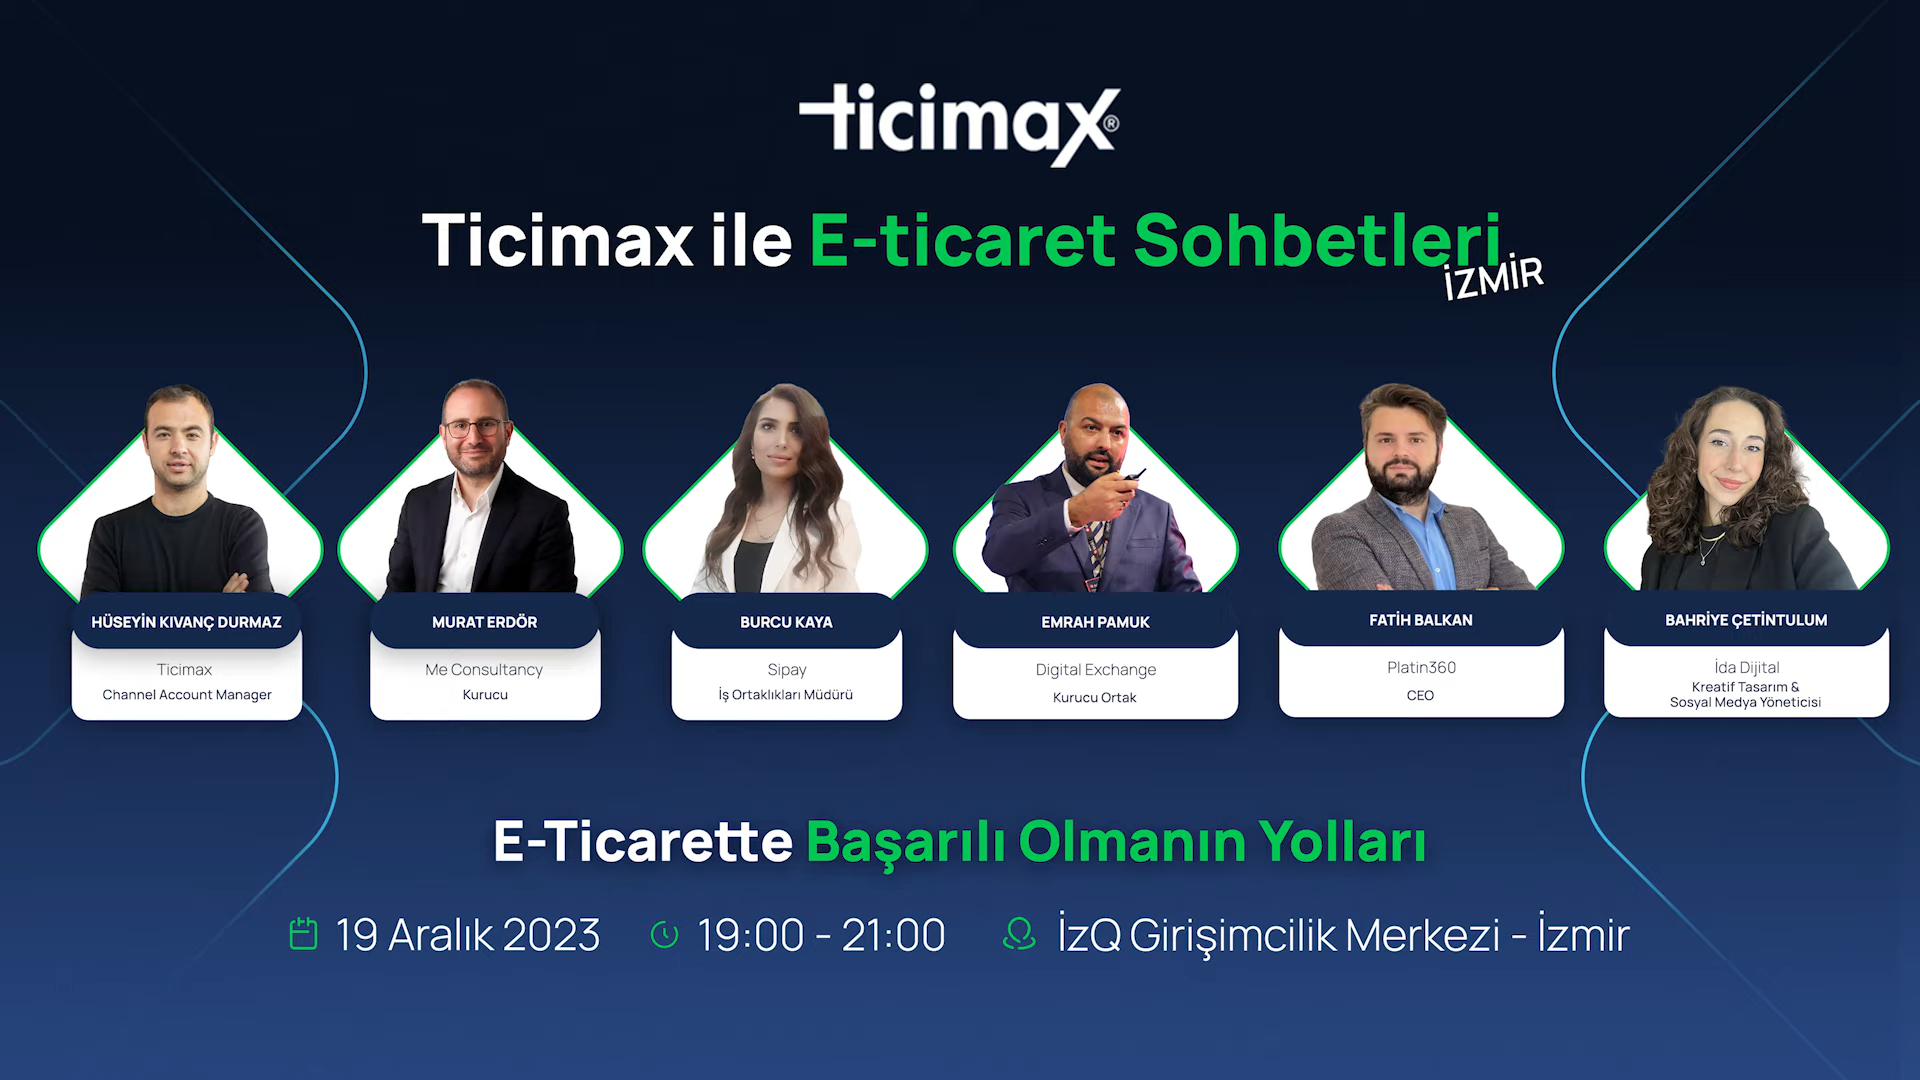 ticimax®
Ticimax ile E-ticaret Sohbetleri
İZMİR
HÜSEYİN KIVANÇ DURMAZ
Ticimax
Channel Account Manager
MURAT ERDÖR
Me Consultancy
Kurucu
BURCU KAYA
Sipay
İş Ortaklıkları Müdürü
EMRAH PAMUK
Digital Exchange
Kurucu Ortak
FATİH BALKAN
Platin360
CEO
BAHRİYE ÇETİNTULUM
İda Dijital
Kreatif Tasarım &
Sosyal Medya Yöneticisi
E-Ticarette Başarılı Olmanın Yolları
19 Aralık 2023
19:00 - 21:00
İzQ Girişimcilik Merkezi - İzmir